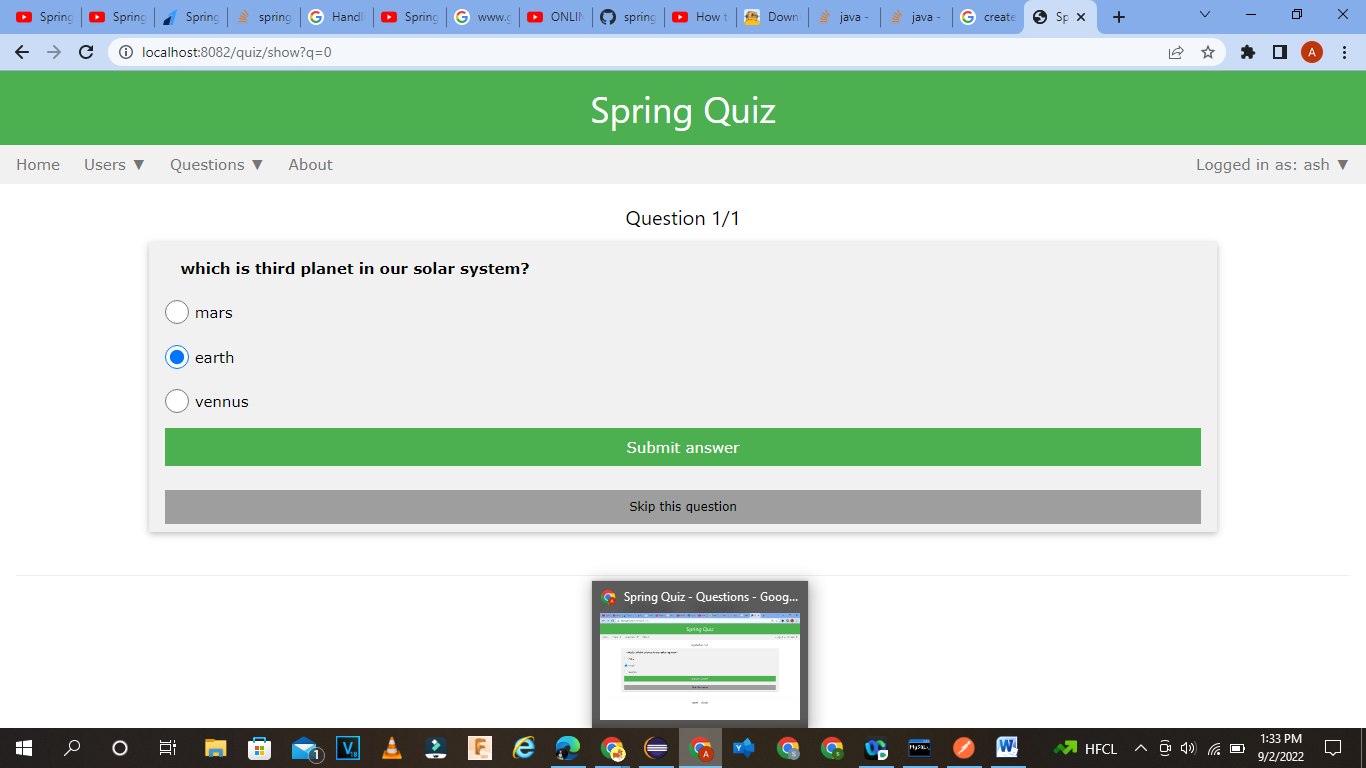 Spring Spring Spring spring Handl Spring www.g ONLIN spring How t Down java - java - create Sp
localhost:8082/quiz/show?q=0
A
Spring Quiz
Home Users ▼ Questions ▼ About Logged in as: ash ▼
Question 1/1
which is third planet in our solar system?
mars
earth
vennus
Submit answer
Skip this question
Spring Quiz - Questions - Goog...
Spring Quiz
HFCL
1:33 PM
9/2/2022